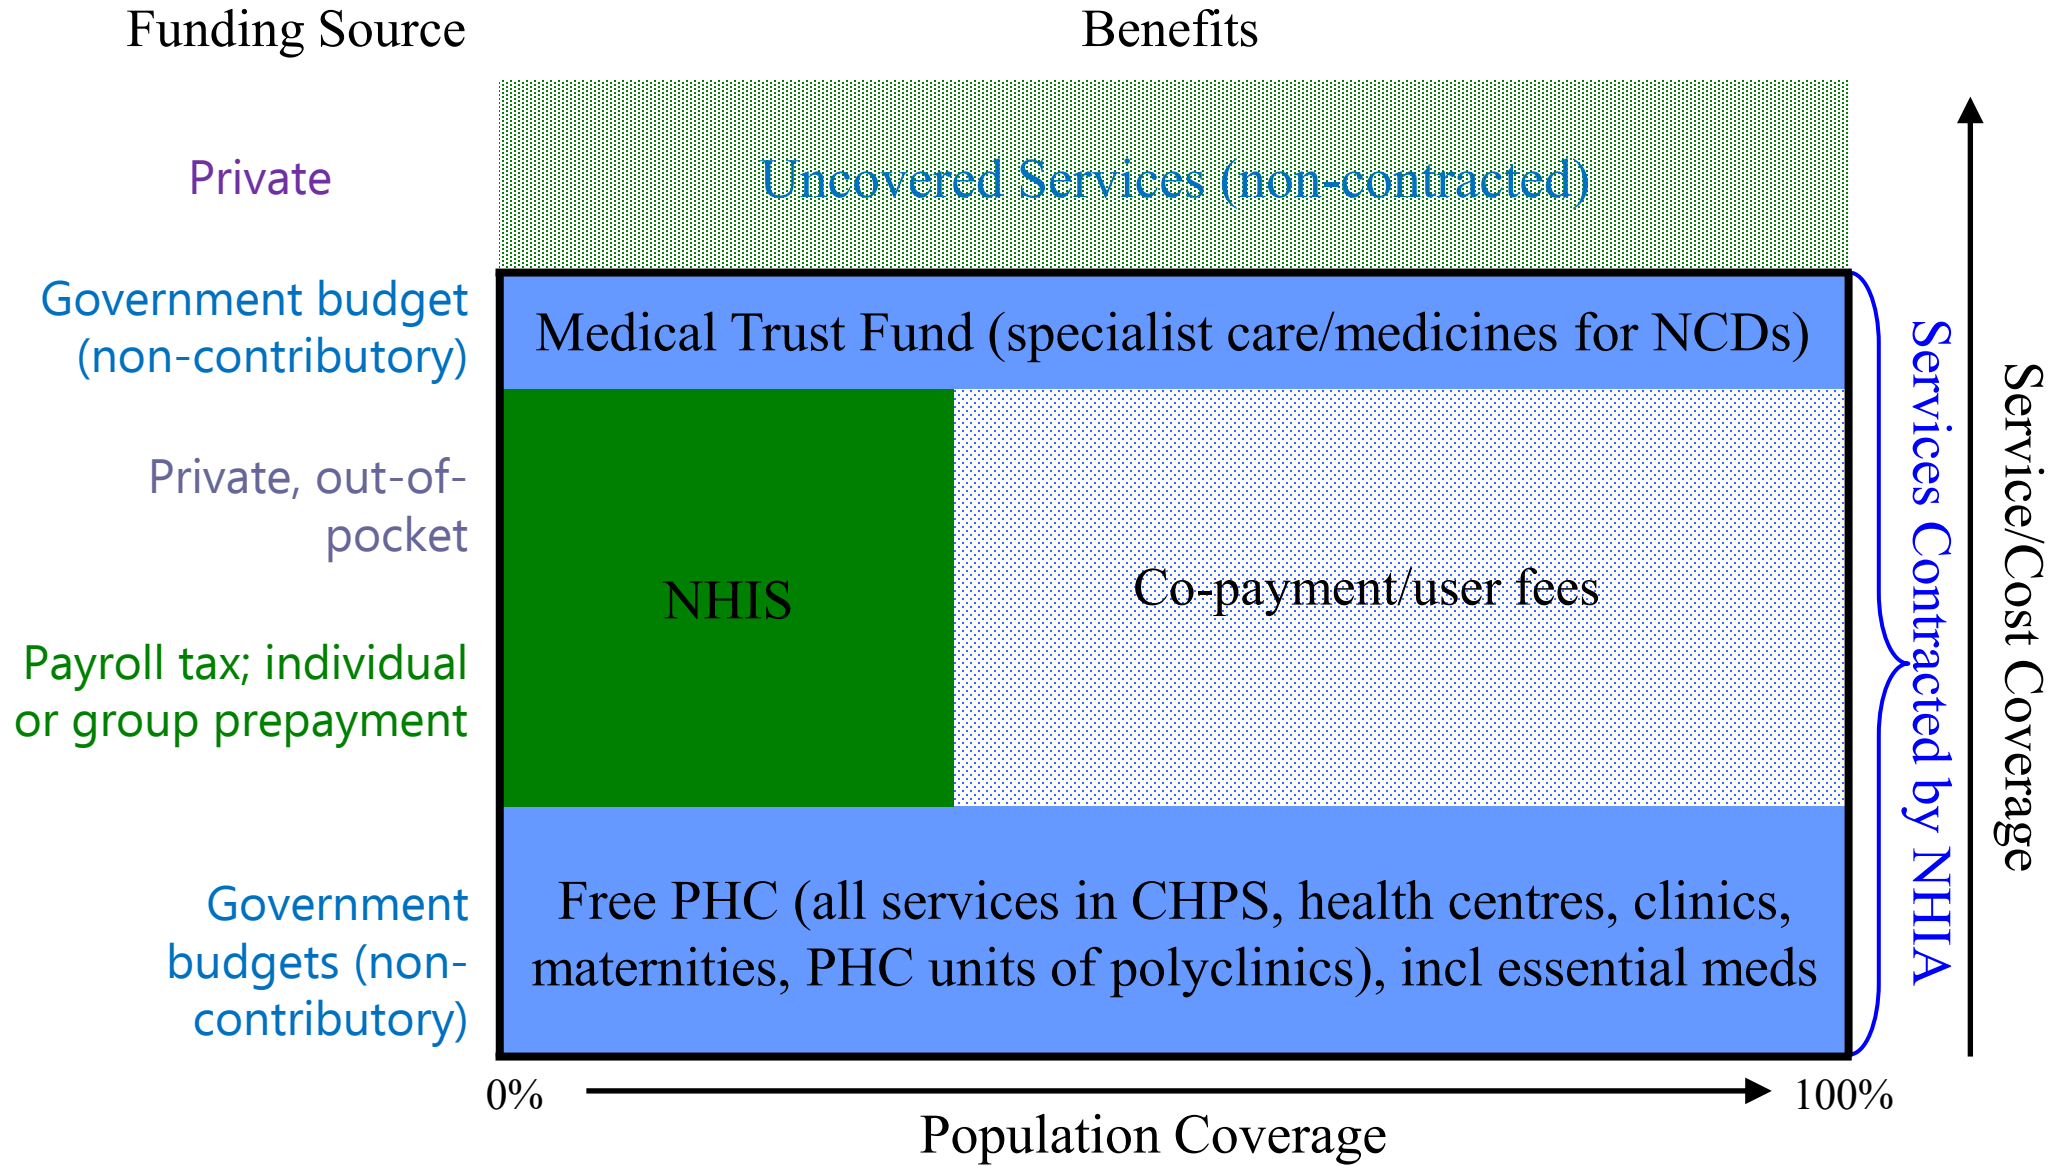 Funding Source
Benefits
Private
Uncovered Services (non-contracted)
Government budget
(non-contributory)
Medical Trust Fund (specialist care/medicines for NCDs)
Private, out-of-
pocket
NHIS
Co-payment/user fees
Payroll tax; individual
or group prepayment
Government
budgets (non-
contributory)
Free PHC (all services in CHPS, health centres, clinics,
maternities, PHC units of polyclinics), incl essential meds
Services Contracted by NHIA
Service/Cost Coverage
0%
100%
Population Coverage